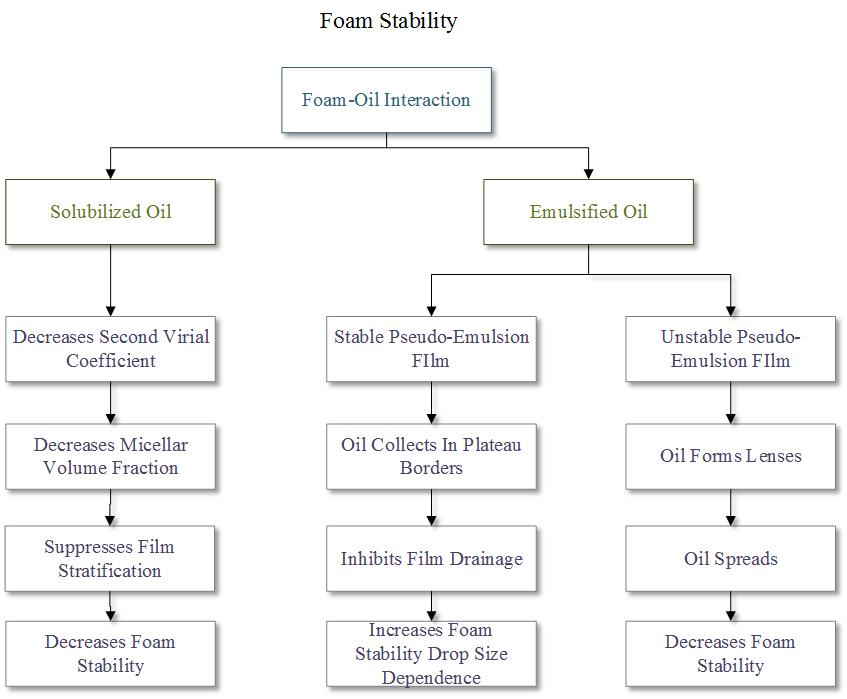 Foam Stability
Foam-Oil Interaction
Solubilized Oil
Emulsified Oil
Decreases Second Virial
Coefficient
Stable Pseudo-Emulsion
FIlm
Unstable Pseudo-
Emulsion FIlm
Decreases Micellar
Volume Fraction
Oil Collects In Plateau
Borders
Oil Forms Lenses
Suppresses Film
Stratification
Inhibits Film Drainage
Oil Spreads
Decreases Foam
Stability
Increases Foam
Stability Drop Size
Dependence
Decreases Foam
Stability